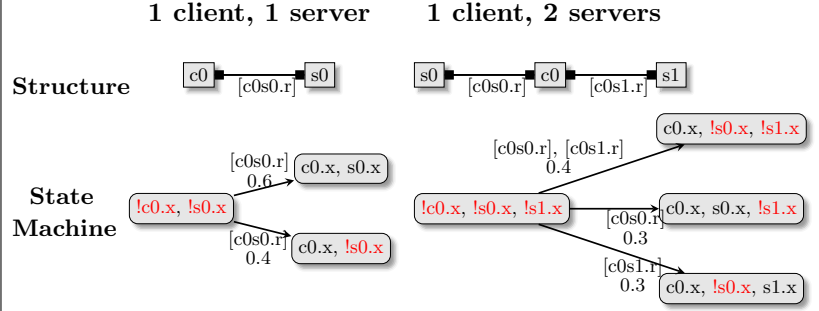 1 client, 1 server
1 client, 2 servers
Structure
c0
s0
[c0s0.r]
s0
c0
s1
[c0s0.r]
[c0s1.r]
State
Machine
!c0.x, !s0.x
[c0s0.r]
0.6
c0.x, s0.x
[c0s0.r]
0.4
c0.x, !s0.x
!c0.x, !s0.x, !s1.x
[c0s0.r], [c0s1.r]
0.4
c0.x, !s0.x, !s1.x
[c0s0.r]
0.3
c0.x, s0.x, !s1.x
[c0s1.r]
0.3
c0.x, !s0.x, s1.x